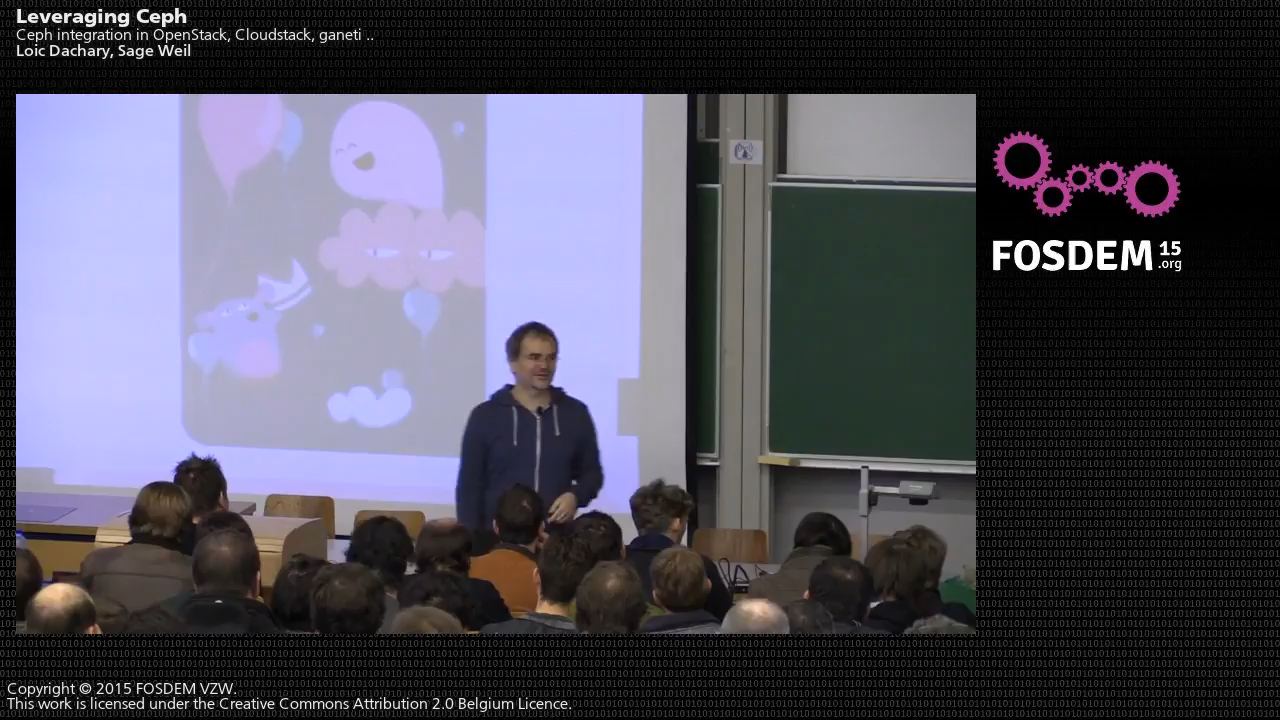 Leveraging Ceph
Ceph integration in OpenStack, Cloudstack, ganeti ..
Loic Dachary, Sage Weil
FOSDEM 15
.org
Copyright © 2015 FOSDEM VZW.
This work is licensed under the Creative Commons Attribution 2.0 Belgium Licence.